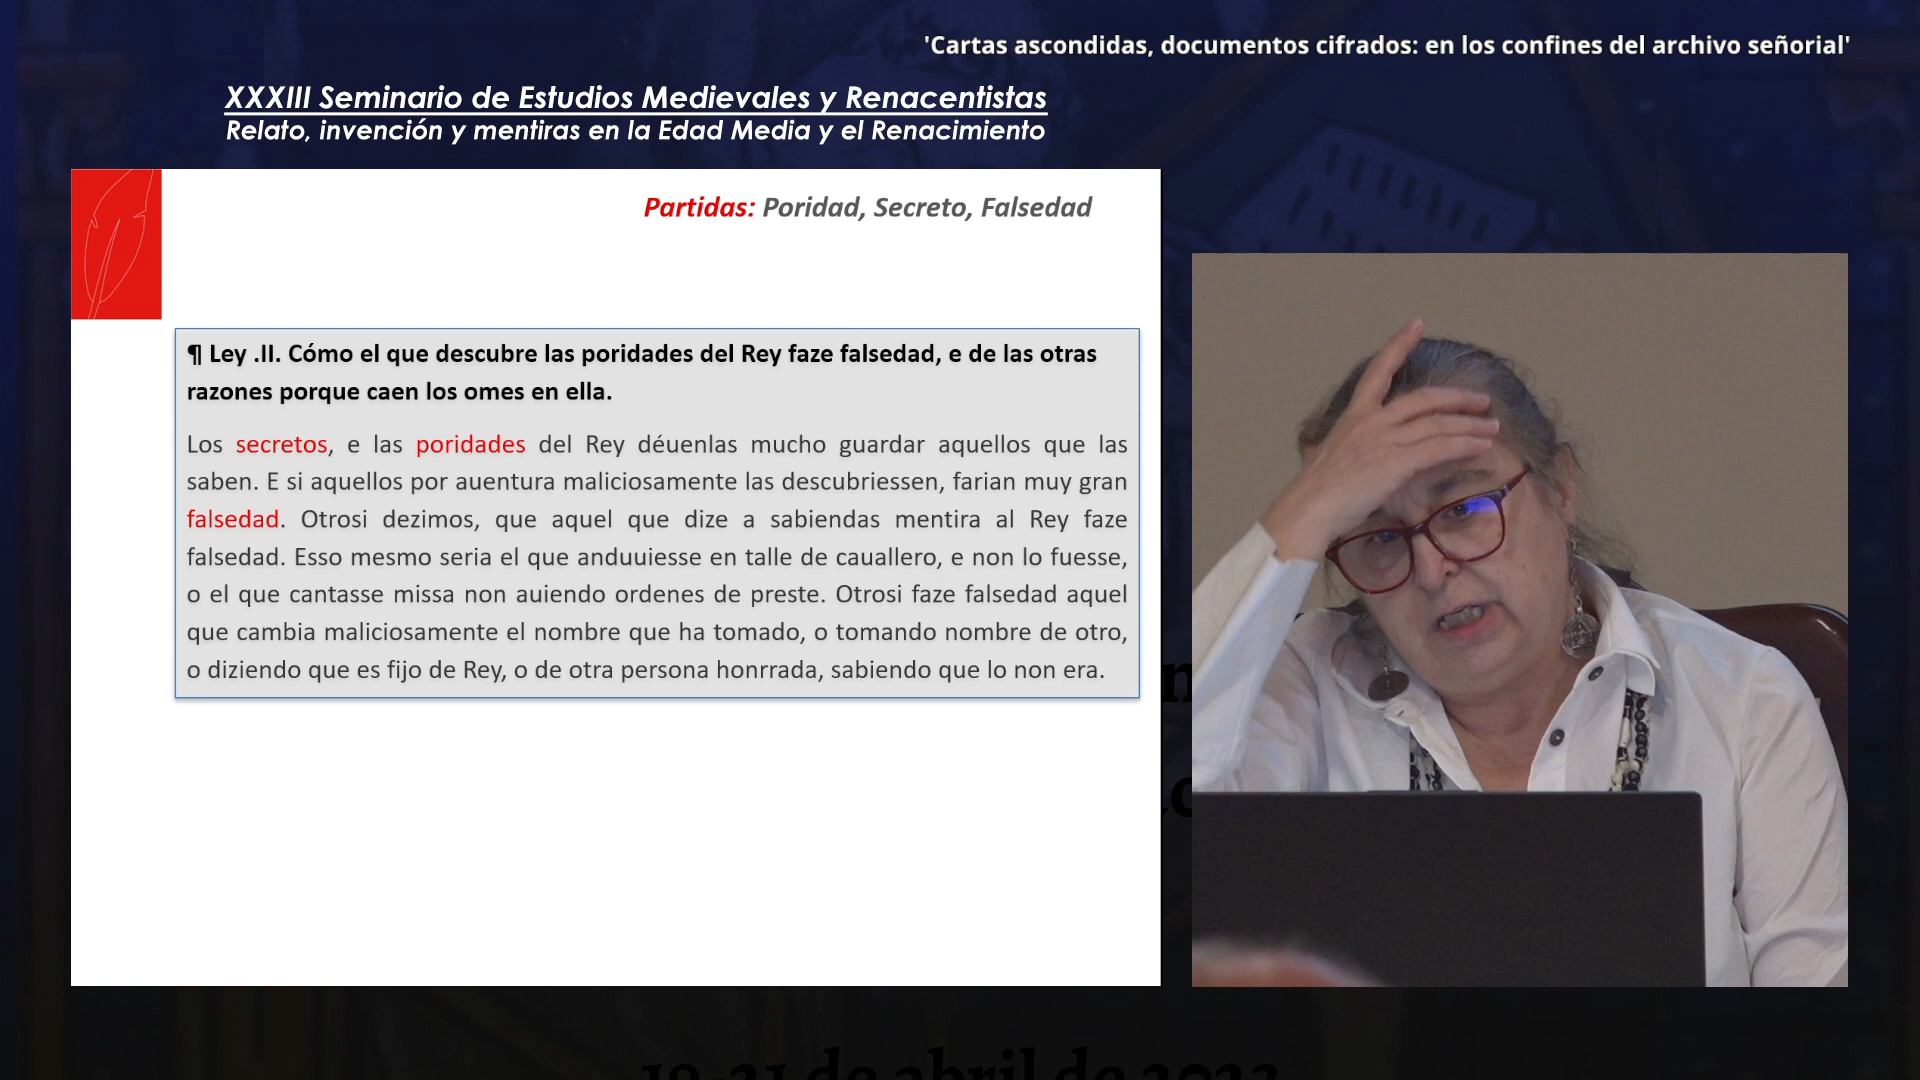 'Cartas ascondidas, documentos cifrados: en los confines del archivo señorial'
XXXIII Seminario de Estudios Medievales y Renacentistas
Relato, invención y mentiras en la Edad Media y el Renacimiento
Partidas: Poridad, Secreto, Falsedad
¶ Ley .II. Cómo el que descubre las poridades del Rey faze falsedad, e de las otras
razones porque caen los omes en ella.
Los secretos, e las poridades del Rey déuenlas mucho guardar aquellos que las
saben. E si aquellos por auentura maliciosamente las descubriessen, farian muy gran
falsedad. Otrosi dezimos, que aquel que dize a sabiendas mentira al Rey faze
falsedad. Esso mesmo seria el que anduuiesse en talle de cauallero, e non lo fuesse,
o el que cantasse missa non auiendo ordenes de preste. Otrosi faze falsedad aquel
que cambia maliciosamente el nombre que ha tomado, o tomando nombre de otro,
o diziendo que es fijo de Rey, o de otra persona honrrada, sabiendo que lo non era.
19-21 de abril de 2023